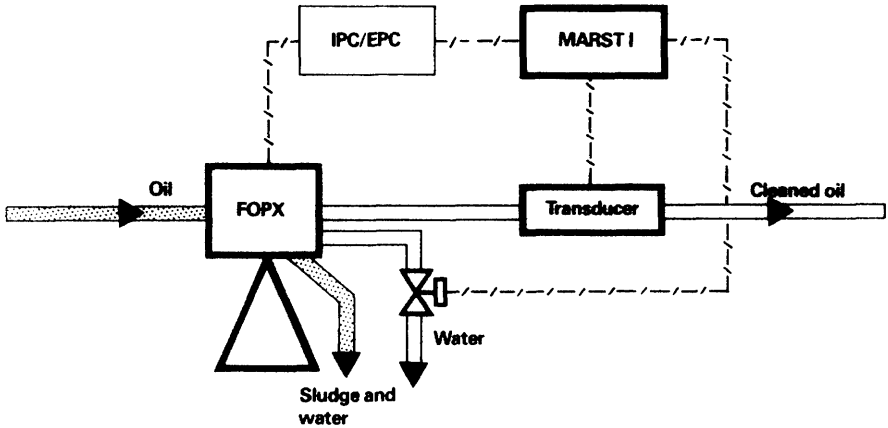 IPC/EPC
MARST I
Oil
FOPX
Transducer
Cleaned oil
Water
Sludge and
water